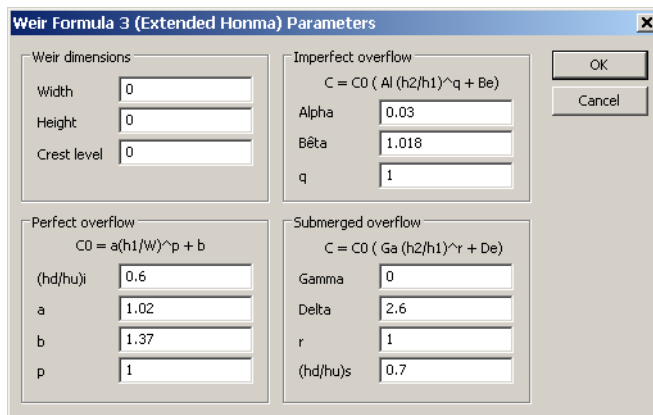 Weir Formula 3 (Extended Honma) Parameters
Weir dimensions
Width 0
Height 0
Crest level 0
Imperfect overflow
C = C0 ( Al (h2/h1)^q + Be)
Alpha 0.03
Bêta 1.018
q 1
OK
Cancel
Perfect overflow
C0 = a(h1/W)^p + b
(hd/hu)i 0.6
a 1.02
b 1.37
p 1
Submerged overflow
C = C0 ( Ga (h2/h1)^r + De)
Gamma 0
Delta 2.6
r 1
(hd/hu)s 0.7